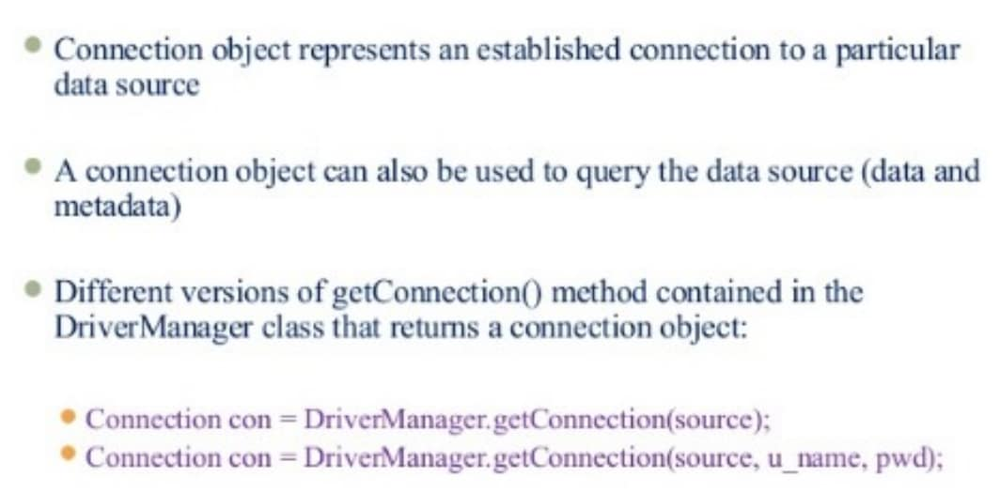 Connection object represents an established connection to a particular
data source
A connection object can also be used to query the data source (data and
metadata)
Different versions of getConnection() method contained in the
DriverManager class that returns a connection object:
Connection con = DriverManager.getConnection(source);
Connection con = DriverManager.getConnection(source, u_name, pwd);